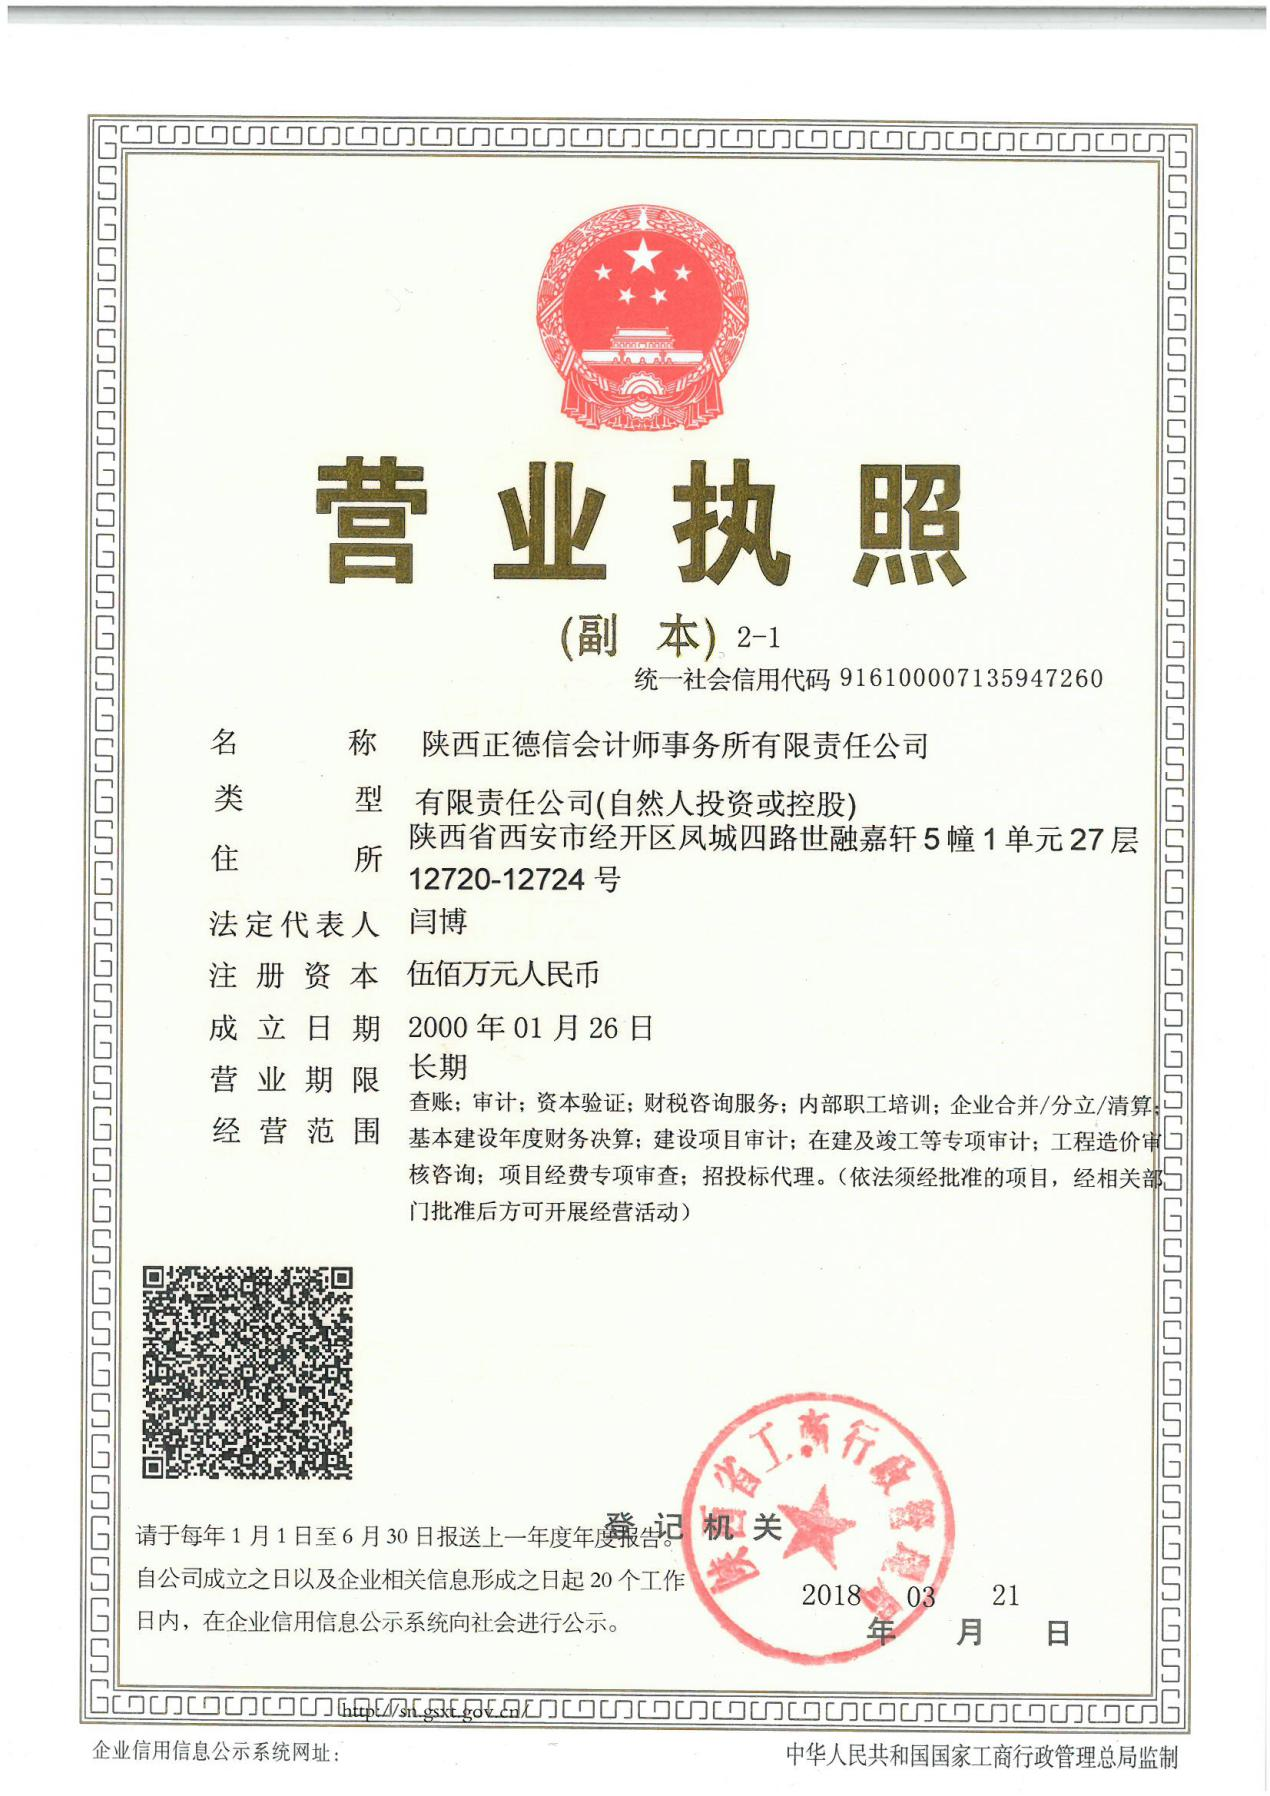 营业执照
(副 本) 2-1
统一社会信用代码 916100007135947260
名称 陕西正德信会计师事务所有限责任公司
类型 有限责任公司(自然人投资或控股)
住所 陕西省西安市经开区凤城四路世融嘉轩5幢1单元27层
12720-12724 号
法定代表人 闫博
注册资本 伍佰万元人民币
成立日期 2000 年 01 月 26 日
营业期限 长期
经营范围 查账；审计；资本验证；财税咨询服务；内部职工培训；企业合并/分立/清算；
基本建设年度财务决算；建设项目审计；在建及竣工等专项审计；工程造价审
核咨询；项目经费专项审查；招投标代理。（依法须经批准的项目，经相关部
门批准后方可开展经营活动）
陕西省工商行政管理局
登记机关
请于每年1月1日至6月30日报送上一年度年度报告。
自公司成立之日以及企业相关信息形成之日起20个工作
日内，在企业信用信息公示系统向社会进行公示。
2018 03 21
年 月 日
http://sn.gsxt.gov.cn/
企业信用信息公示系统网址：
中华人民共和国国家工商行政管理总局监制